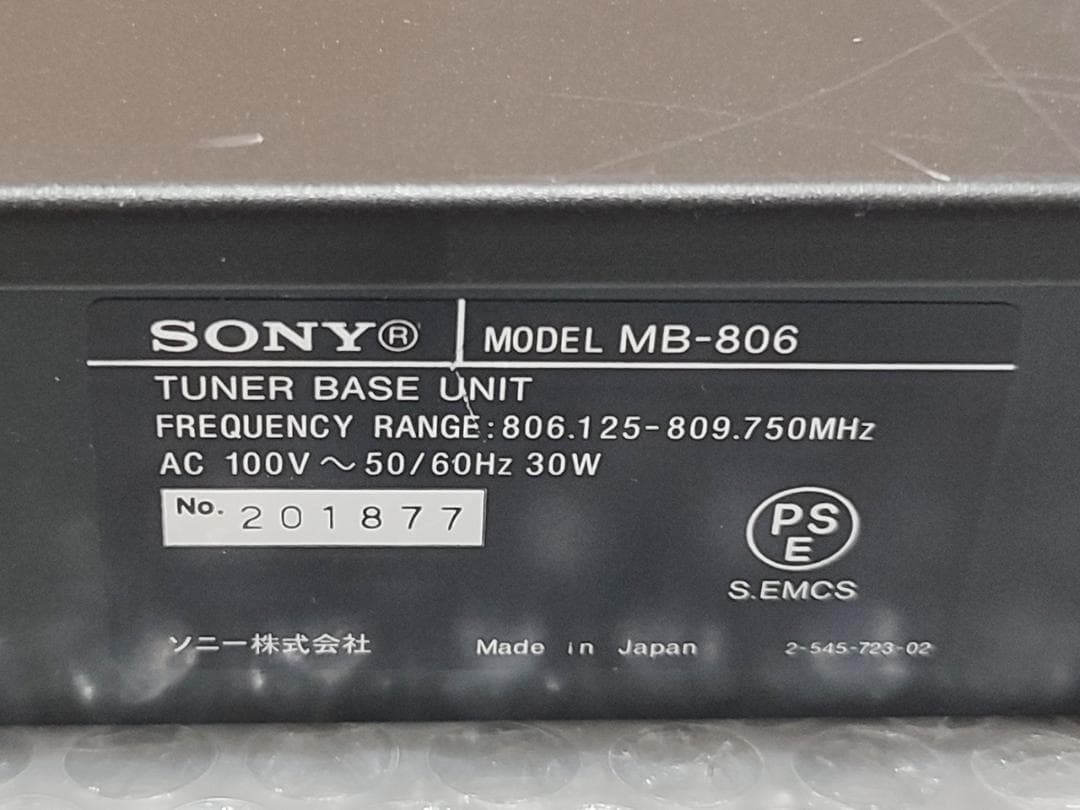 SONY® MODEL MB-806
TUNER BASE UNIT
FREQUENCY RANGE:806.125-809.750MHz
AC 100V～50/60Hz 30W
No. 201877
PS
E
S.EMCS
ソニー株式会社 Made in Japan 2-545-723-02